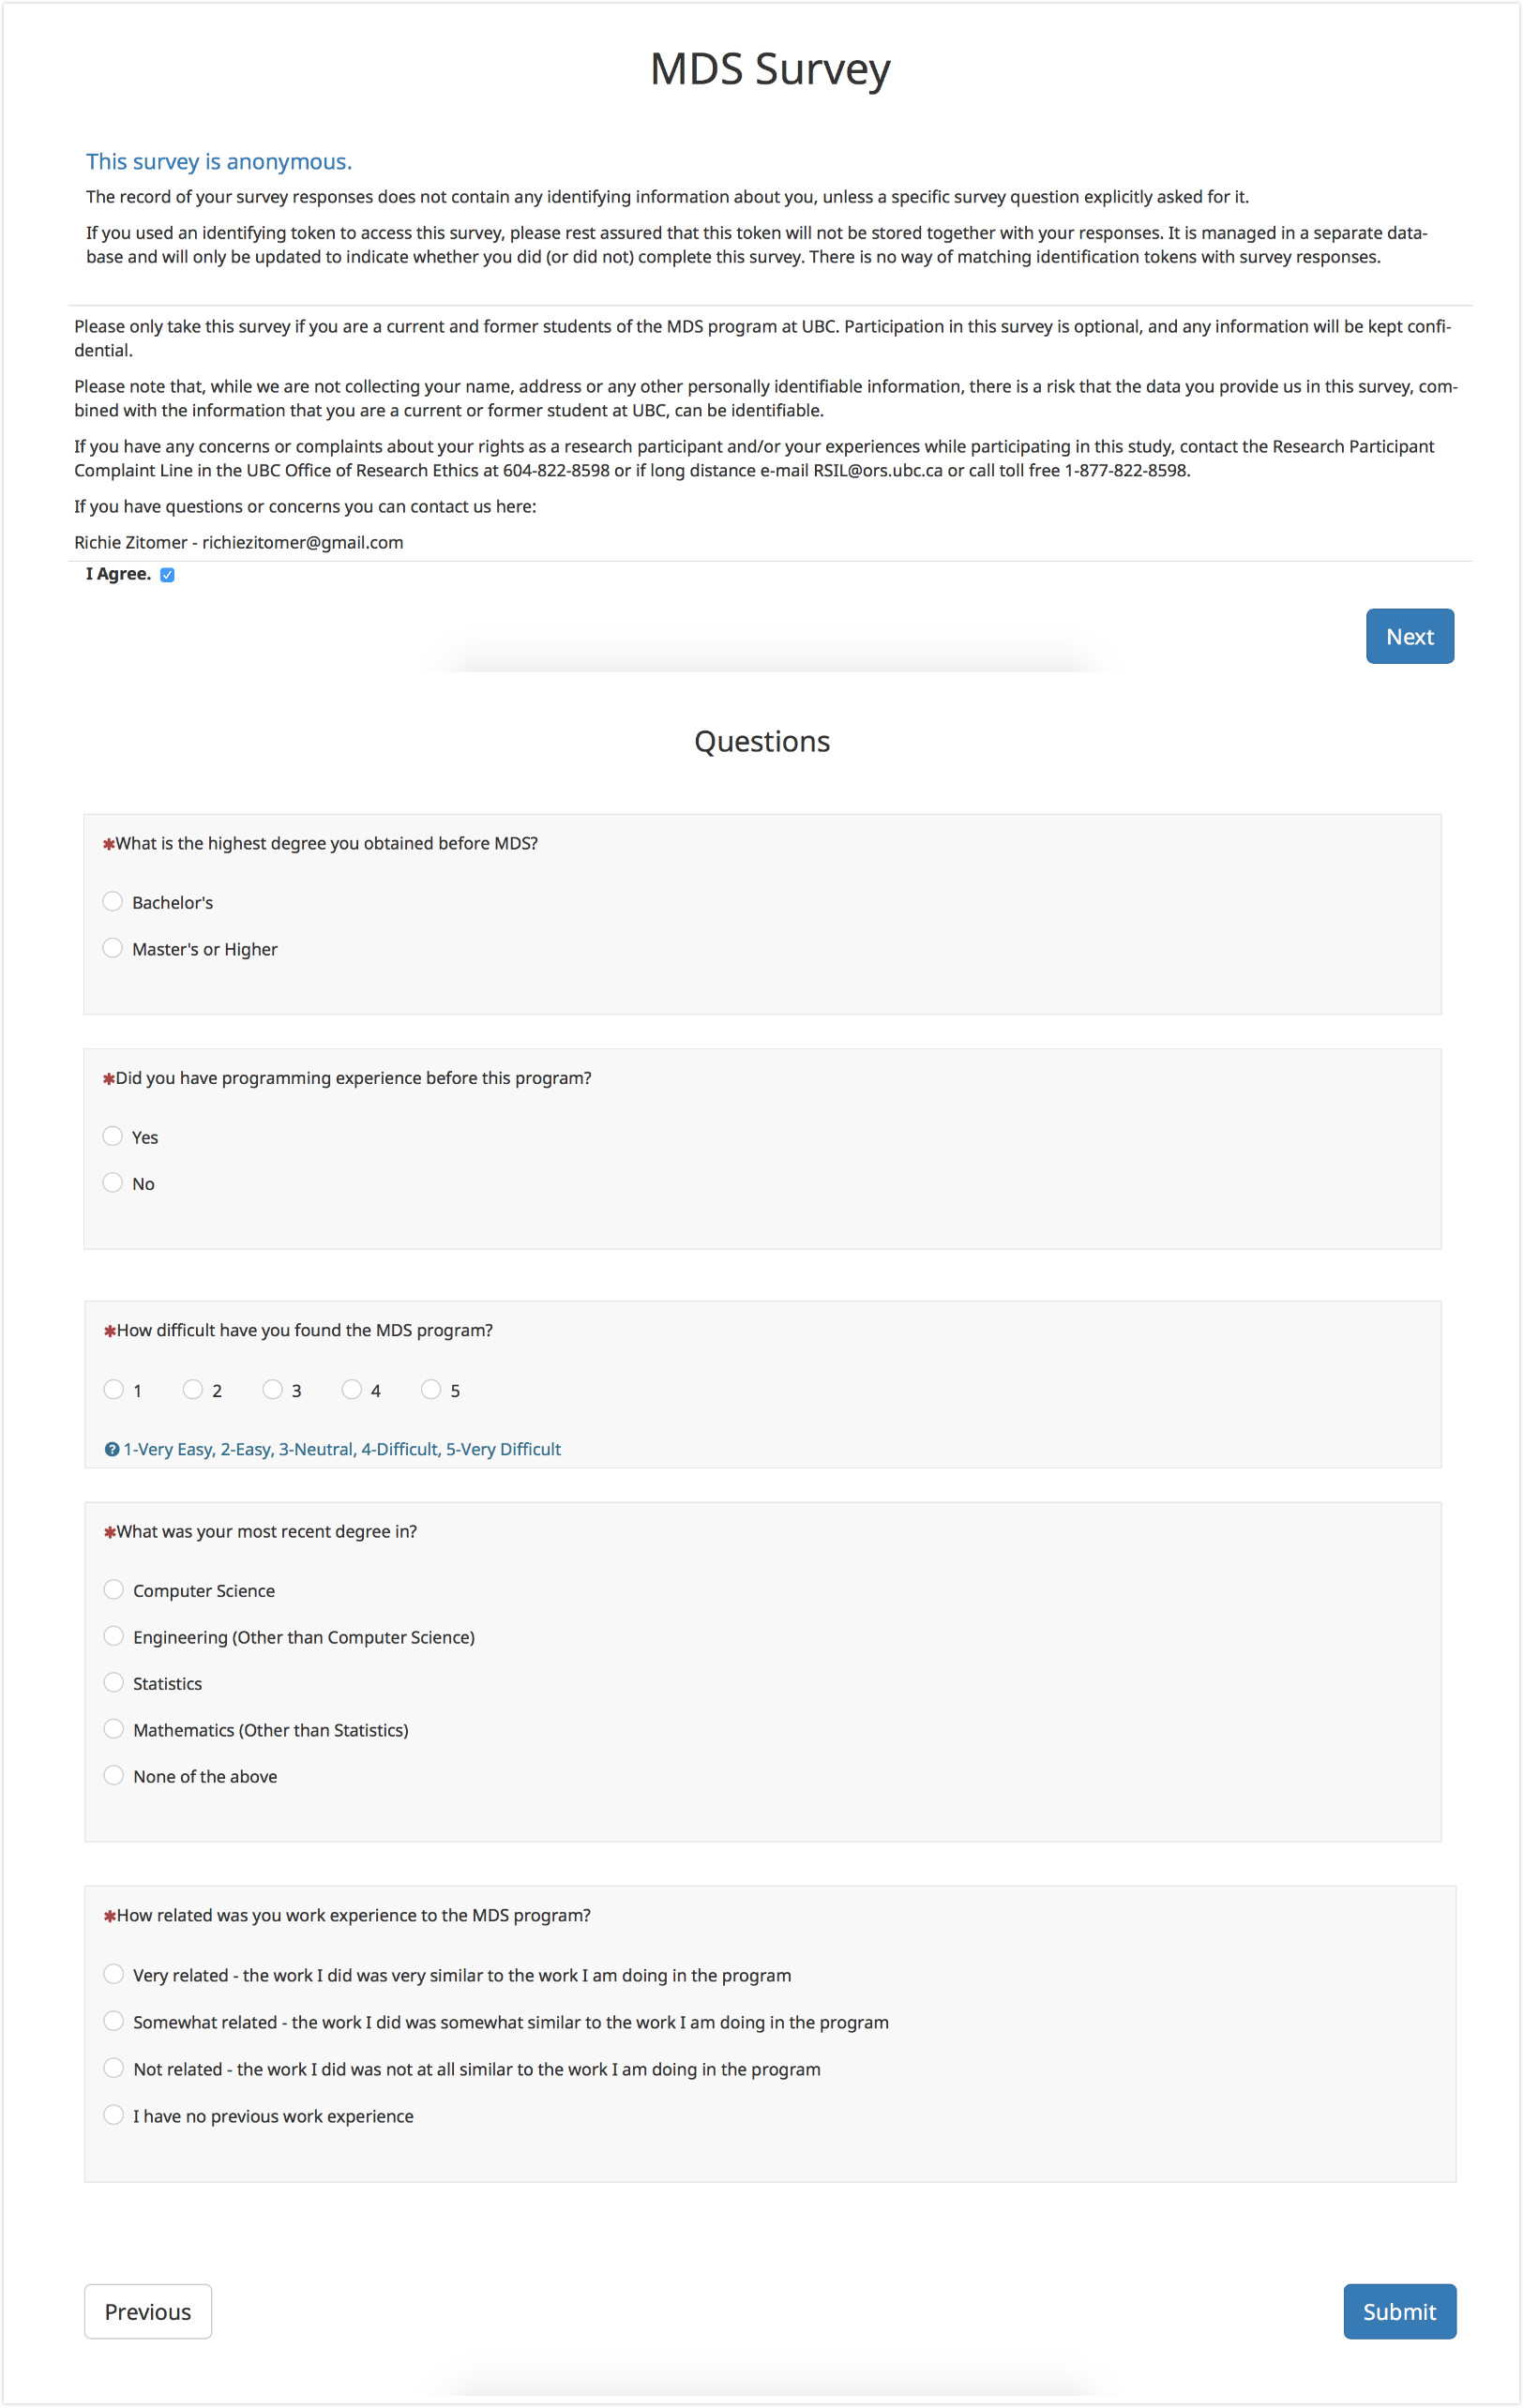 MDS Survey
This survey is anonymous.
The record of your survey responses does not contain any identifying information about you, unless a specific survey question explicitly asked for it.
If you used an identifying token to access this survey, please rest assured that this token will not be stored together with your responses. It is managed in a separate data-
base and will only be updated to indicate whether you did (or did not) complete this survey. There is no way of matching identification tokens with survey responses.
Please only take this survey if you are a current and former students of the MDS program at UBC. Participation in this survey is optional, and any information will be kept confi-
dential.
Please note that, while we are not collecting your name, address or any other personally identifiable information, there is a risk that the data you provide us in this survey, com-
bined with the information that you are a current or former student at UBC, can be identifiable.
If you have any concerns or complaints about your rights as a research participant and/or your experiences while participating in this study, contact the Research Participant
Complaint Line in the UBC Office of Research Ethics at 604-822-8598 or if long distance e-mail RSIL@ors.ubc.ca or call toll free 1-877-822-8598.
If you have questions or concerns you can contact us here:
Richie Zitomer - richiezitomer@gmail.com
I Agree.
Next
Questions
✱What is the highest degree you obtained before MDS?
Bachelor's
Master's or Higher
✱Did you have programming experience before this program?
Yes
No
✱How difficult have you found the MDS program?
1 2 3 4 5
1-Very Easy, 2-Easy, 3-Neutral, 4-Difficult, 5-Very Difficult
✱What was your most recent degree in?
Computer Science
Engineering (Other than Computer Science)
Statistics
Mathematics (Other than Statistics)
None of the above
✱How related was you work experience to the MDS program?
Very related - the work I did was very similar to the work I am doing in the program
Somewhat related - the work I did was somewhat similar to the work I am doing in the program
Not related - the work I did was not at all similar to the work I am doing in the program
I have no previous work experience
Previous
Submit